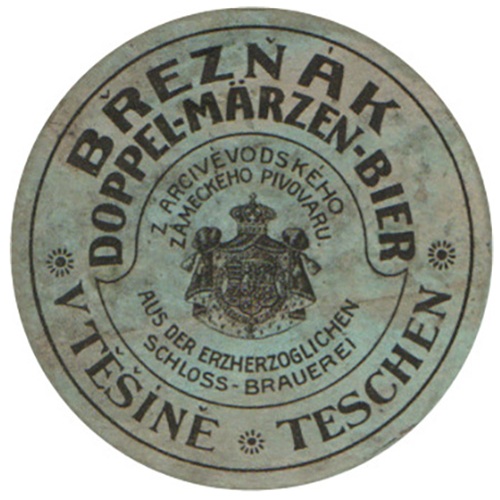 BŘEZŇÁK
DOPPEL-MÄRZEN-BIER
Z ARCIVÉVODSKÉHO
ZÁMECKÉHO PIVOVARU.
AUS DER ERZHERZOGLICHEN
SCHLOSS-BRAUEREI
V TĚŠÍNĚ TESCHEN